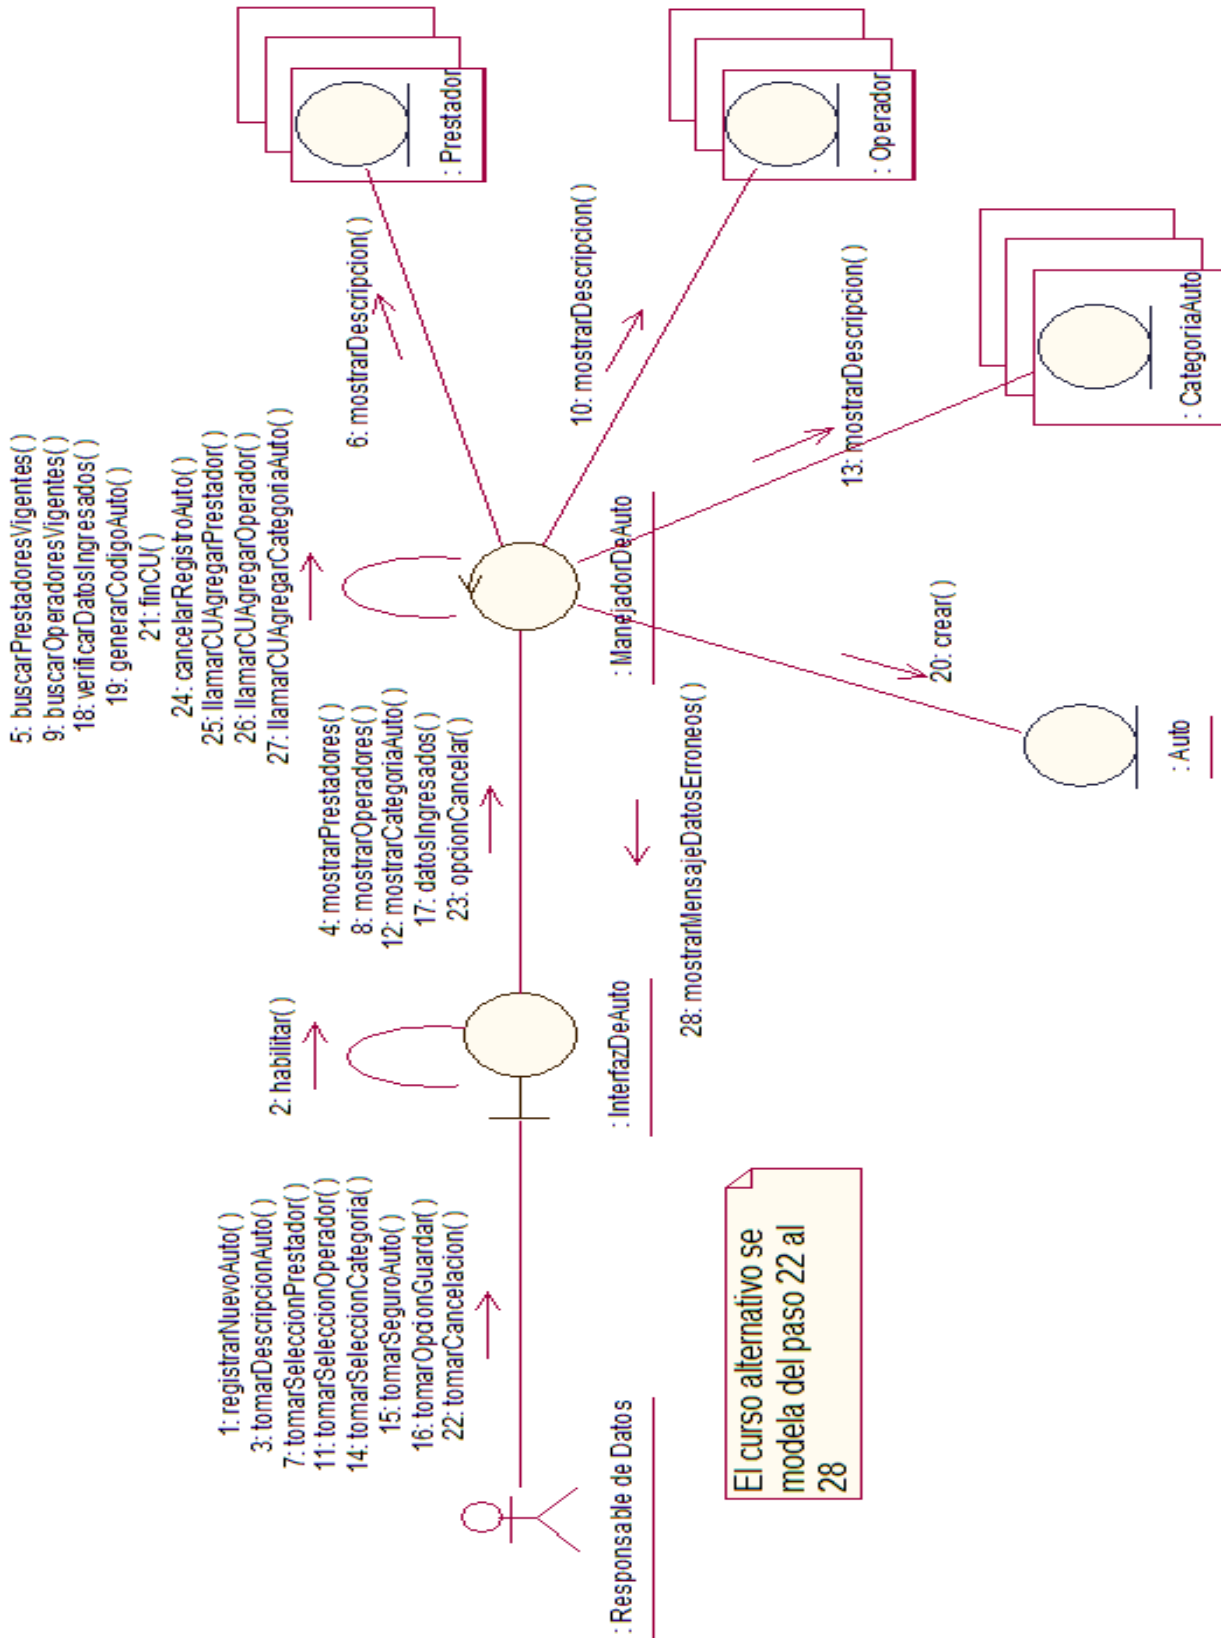 1: registrarNuevoAuto( )
3: tomarDescripcionAuto( )
7: tomarSeleccionPrestador( )
11: tomarSeleccionOperador( )
14: tomarSeleccionCategoria( )
15: tomarSeguroAuto( )
16: tomarOpcionGuardar( )
22: tomarCancelacion( )
: Responsable de Datos
2: habilitar( )
: InterfazDeAuto
4: mostrarPrestadores( )
8: mostrarOperadores( )
12: mostrarCategoriaAuto( )
17: datosIngresados( )
23: opcionCancelar( )
28: mostrarMensajeDatosErroneos( )
5: buscarPrestadoresVigentes( )
9: buscarOperadoresVigentes( )
18: verificarDatosIngresados( )
19: generarCodigoAuto( )
21: finCU( )
24: cancelarRegistroAuto( )
25: llamarCUAgregarPrestador( )
26: llamarCUAgregarOperador( )
27: llamarCUAgregarCategoriaAuto( )
: ManejadorDeAuto
6: mostrarDescripcion( )
: Prestador
10: mostrarDescripcion( )
: Operador
13: mostrarDescripcion( )
: CategoriaAuto
20: crear( )
: Auto
El curso alternativo se
modela del paso 22 al
28